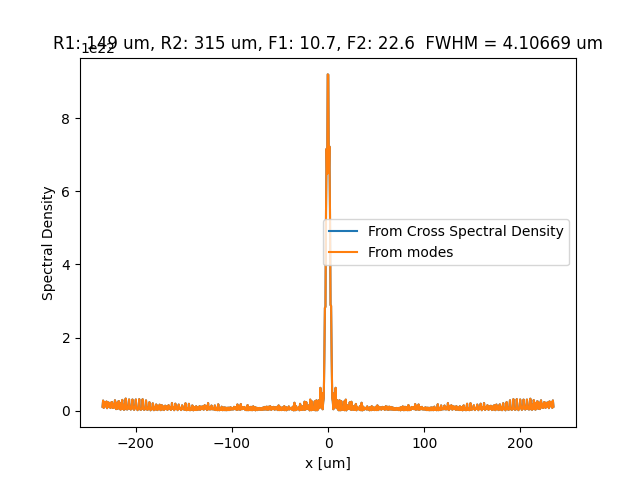 R1: 149 um, R2: 315 um, F1: 10.7, F2: 22.6  FWHM = 4.10669 um
1e22
8
6
4
2
0
Spectral Density
From Cross Spectral Density
From modes
−200
−100
0
100
200
x [um]